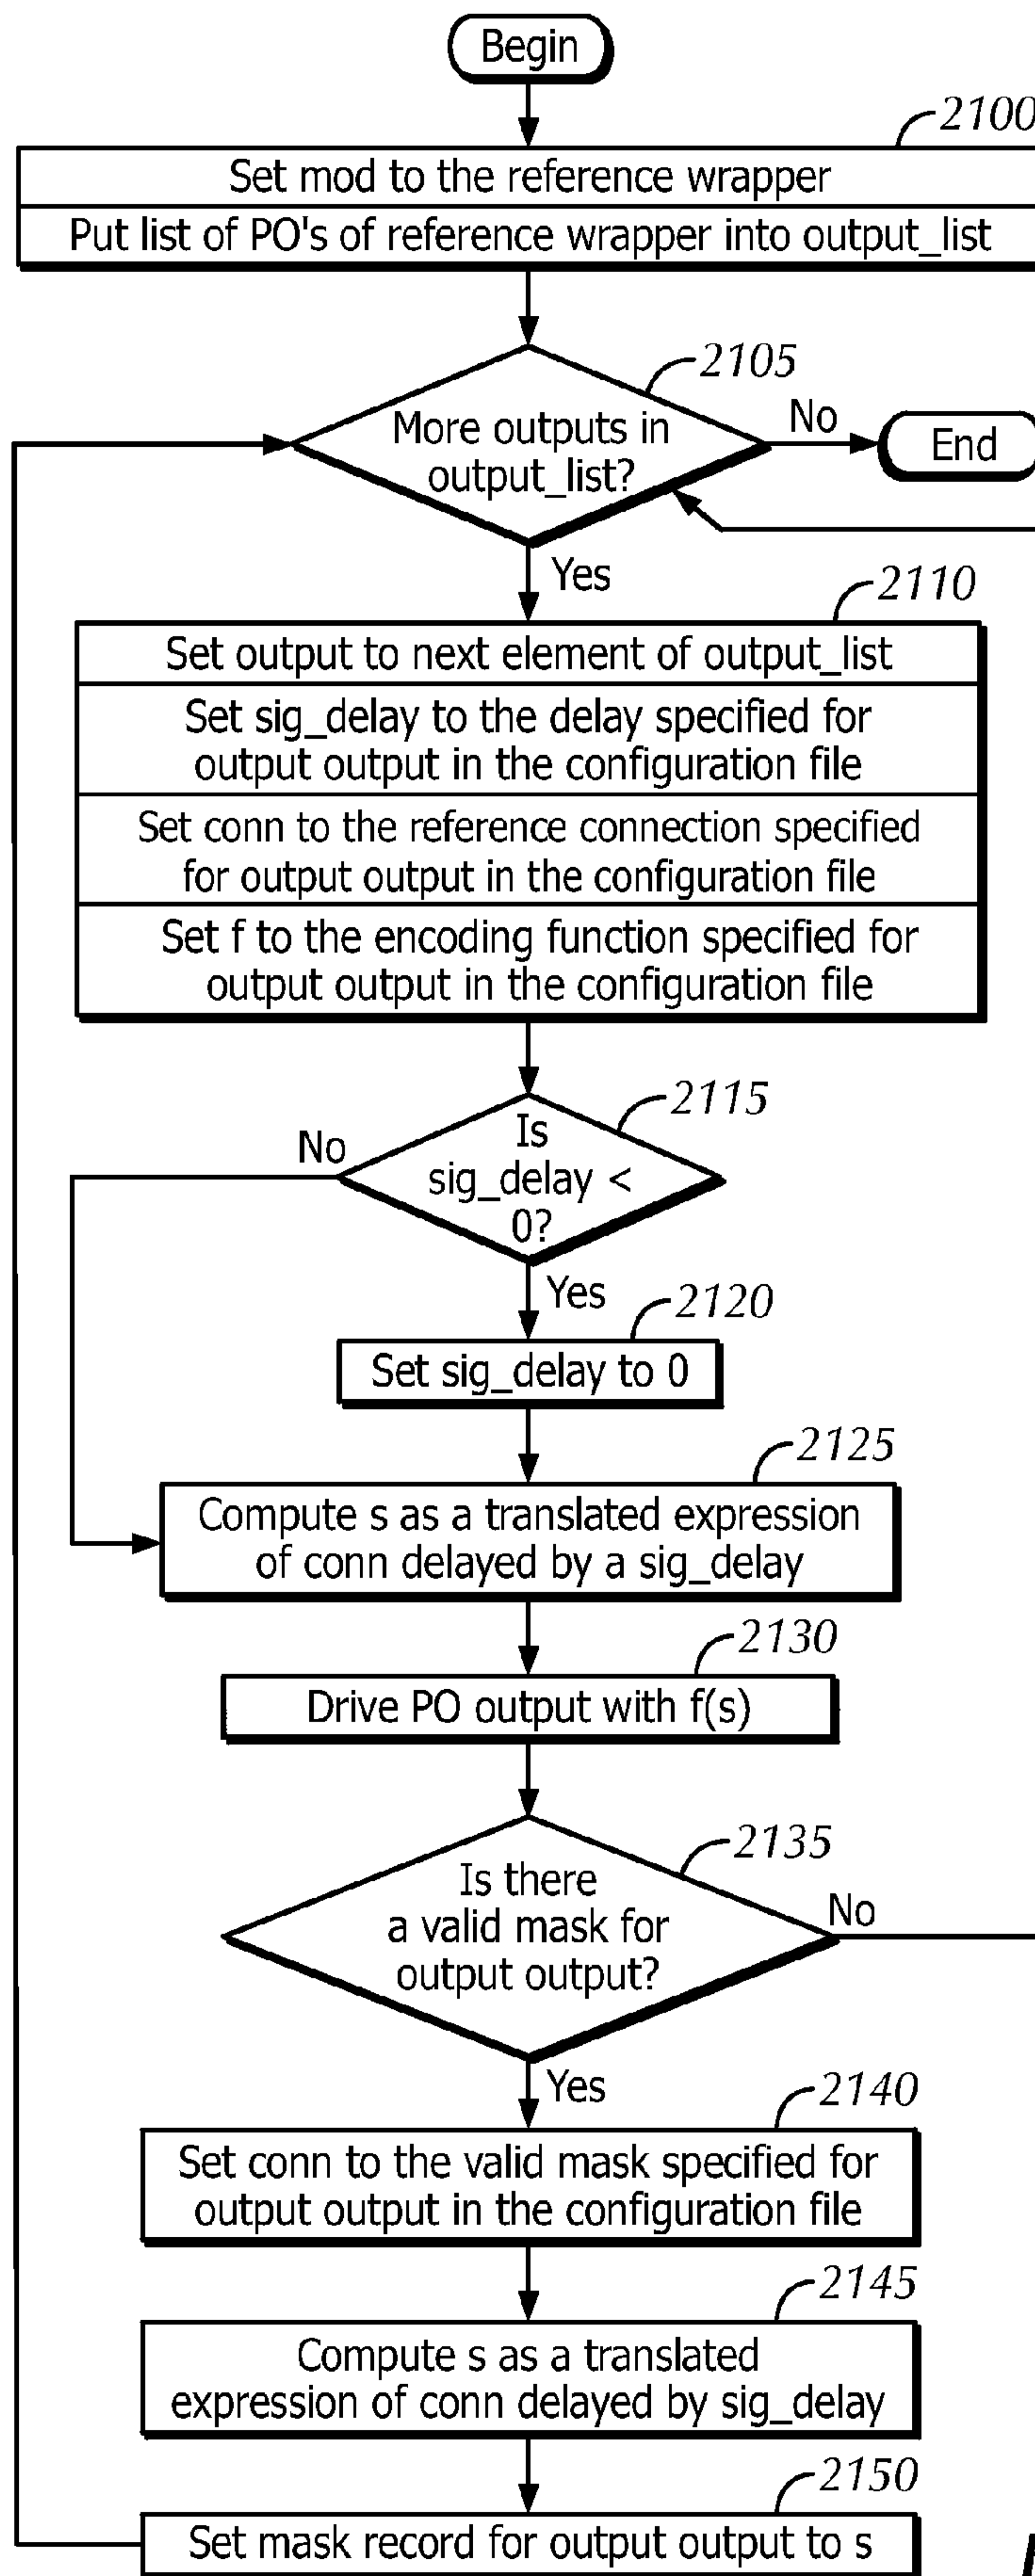 Begin
2100
Set mod to the reference wrapper
Put list of PO's of reference wrapper into output_list
2105
More outputs in
output_list?
No
End
Yes
2110
Set output to next element of output_list
Set sig_delay to the delay specified for
output output in the configuration file
Set conn to the reference connection specified
for output output in the configuration file
Set f to the encoding function specified for
output output in the configuration file
2115
Is
sig_delay <
0?
No
Yes
2120
Set sig_delay to 0
2125
Compute s as a translated expression
of conn delayed by a sig_delay
2130
Drive PO output with f(s)
2135
Is there
a valid mask for
output output?
No
Yes
2140
Set conn to the valid mask specified for
output output in the configuration file
2145
Compute s as a translated
expression of conn delayed by sig_delay
2150
Set mask record for output output to s